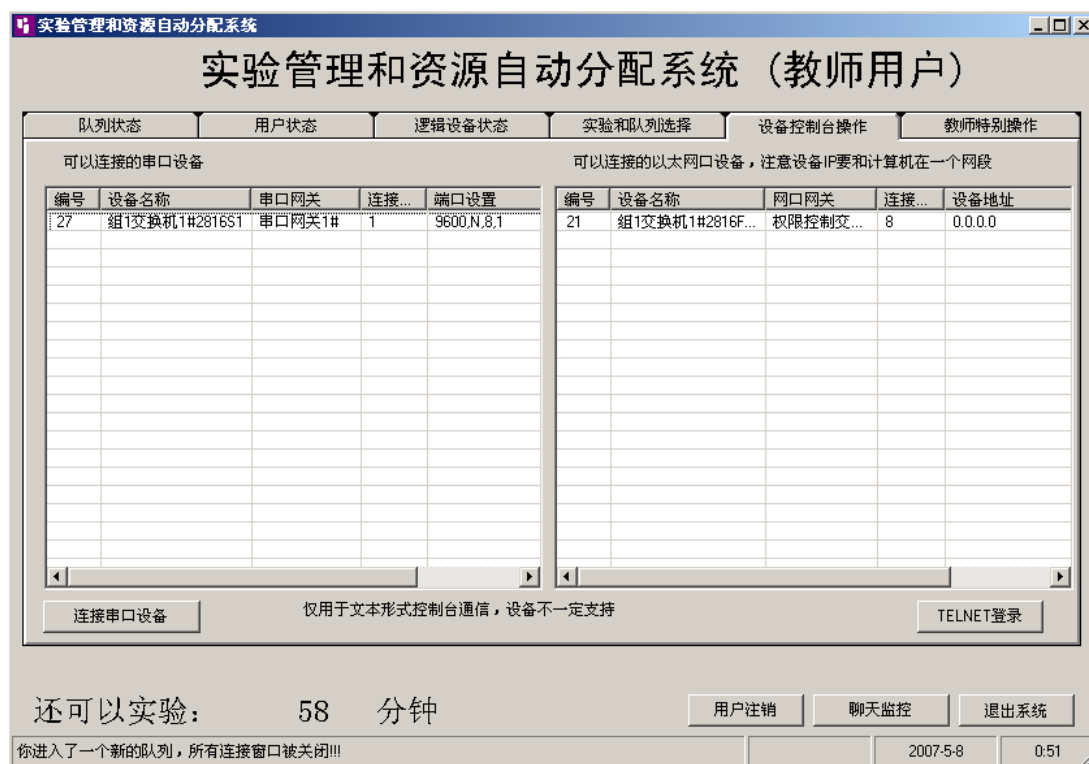 实验管理和资源自动分配系统
实验管理和资源自动分配系统 (教师用户)
队列状态 用户状态 逻辑设备状态 实验和队列选择 设备控制台操作 教师特别操作
可以连接的串口设备 可以连接的以太网口设备，注意设备IP要和计算机在一个网段
编号 设备名称 串口网关 连接... 端口设置 编号 设备名称 网口网关 连接... 设备地址
27 组1交换机1#2816S1 串口网关1# 1 9600,N,8,1 21 组1交换机1#2816F... 权限控制交... 8 0.0.0.0
连接串口设备 仅用于文本形式控制台通信，设备不一定支持 TELNET登录
还可以实验: 58 分钟 用户注销 聊天监控 退出系统
你进入了一个新的队列，所有连接窗口被关闭!!! 2007-5-8 0:51